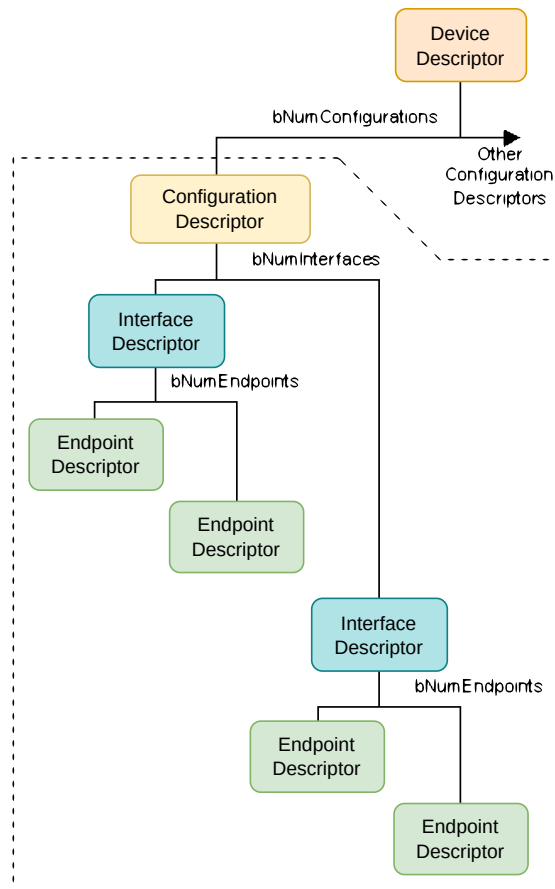 Device
Descriptor
bNumConfigurations
Other
Configuration
Descriptors
Configuration
Descriptor
bNumInterfaces
Interface
Descriptor
bNumEndpoints
Endpoint
Descriptor
Endpoint
Descriptor
Interface
Descriptor
bNumEndpoints
Endpoint
Descriptor
Endpoint
Descriptor